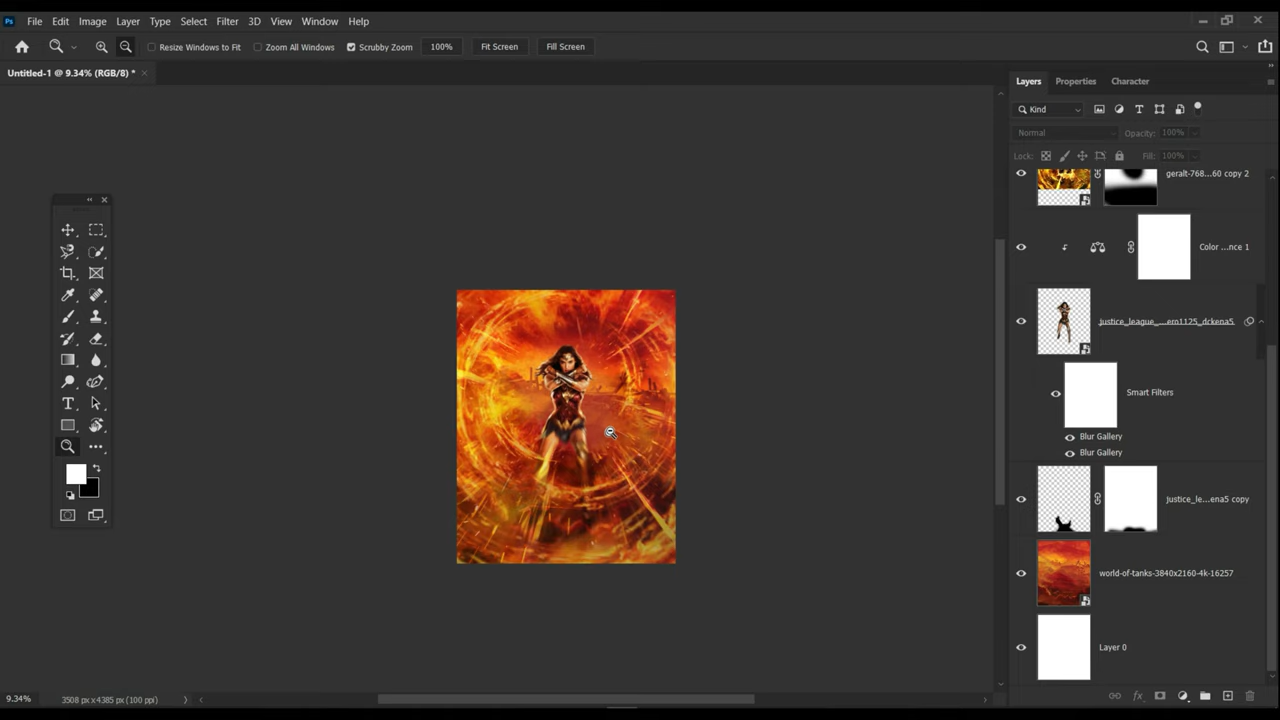 Ps File Edit Image Layer Type Select Filter 3D View Window Help
Resize Windows to Fit Zoom All Windows Scrubby Zoom 100% Fit Screen Fill Screen
Untitled-1 @ 9.34% (RGB/8) *
Layers Properties Character
Kind
Normal Opacity: 100%
Lock: Fill: 100%
geralt-768...60 copy 2
Color ...nce 1
justice_league_...ero1125_dckena5
Smart Filters
Blur Gallery
Blur Gallery
justice_le...ena5 copy
world-of-tanks-3840x2160-4k-16257
Layer 0
9.34% 3508 px x 4385 px (100 ppi)
fx